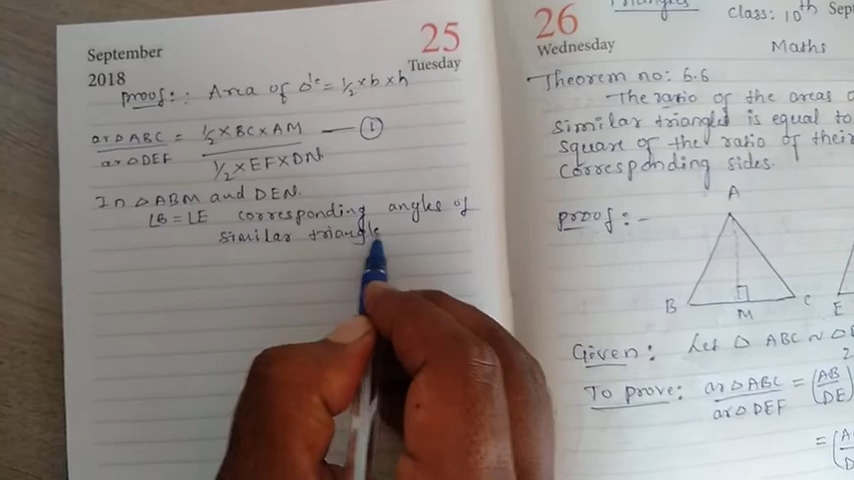 September
25
2018
Tuesday
Proof:: Area of Δle = 1/2 × b × h
ar Δ ABC = 1/2 × BC × AM — ①
ar Δ DEF 1/2 × EF × DN
In Δ ABM and DEN.
∠B = ∠E corresponding angles of
similar triangle
26
Wednesday
Class: 10th Sep
Maths
Theorem no: 6.6
The ratio of the areas
similar triangles is equal to
square of the ratio of their
corresponding sides.
proof:-
A
B M C E
Given: Let Δ ABC ~ Δ
To prove: ar Δ ABC = (AB)
ar Δ DEF (DE)
= (A
D